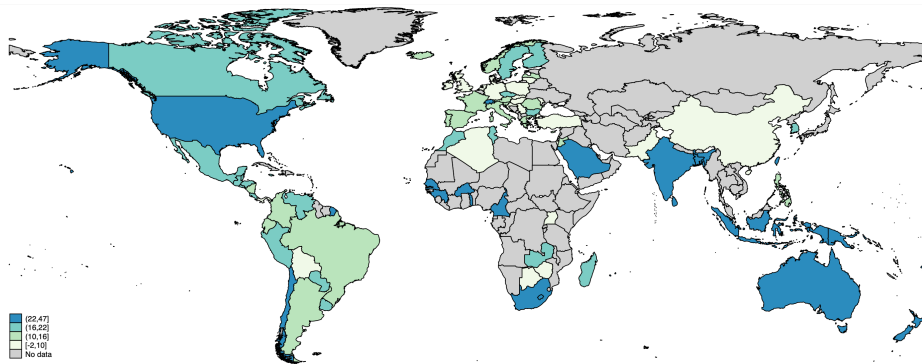 (22,47]
(16,22]
(10,16]
[-2,10]
No data